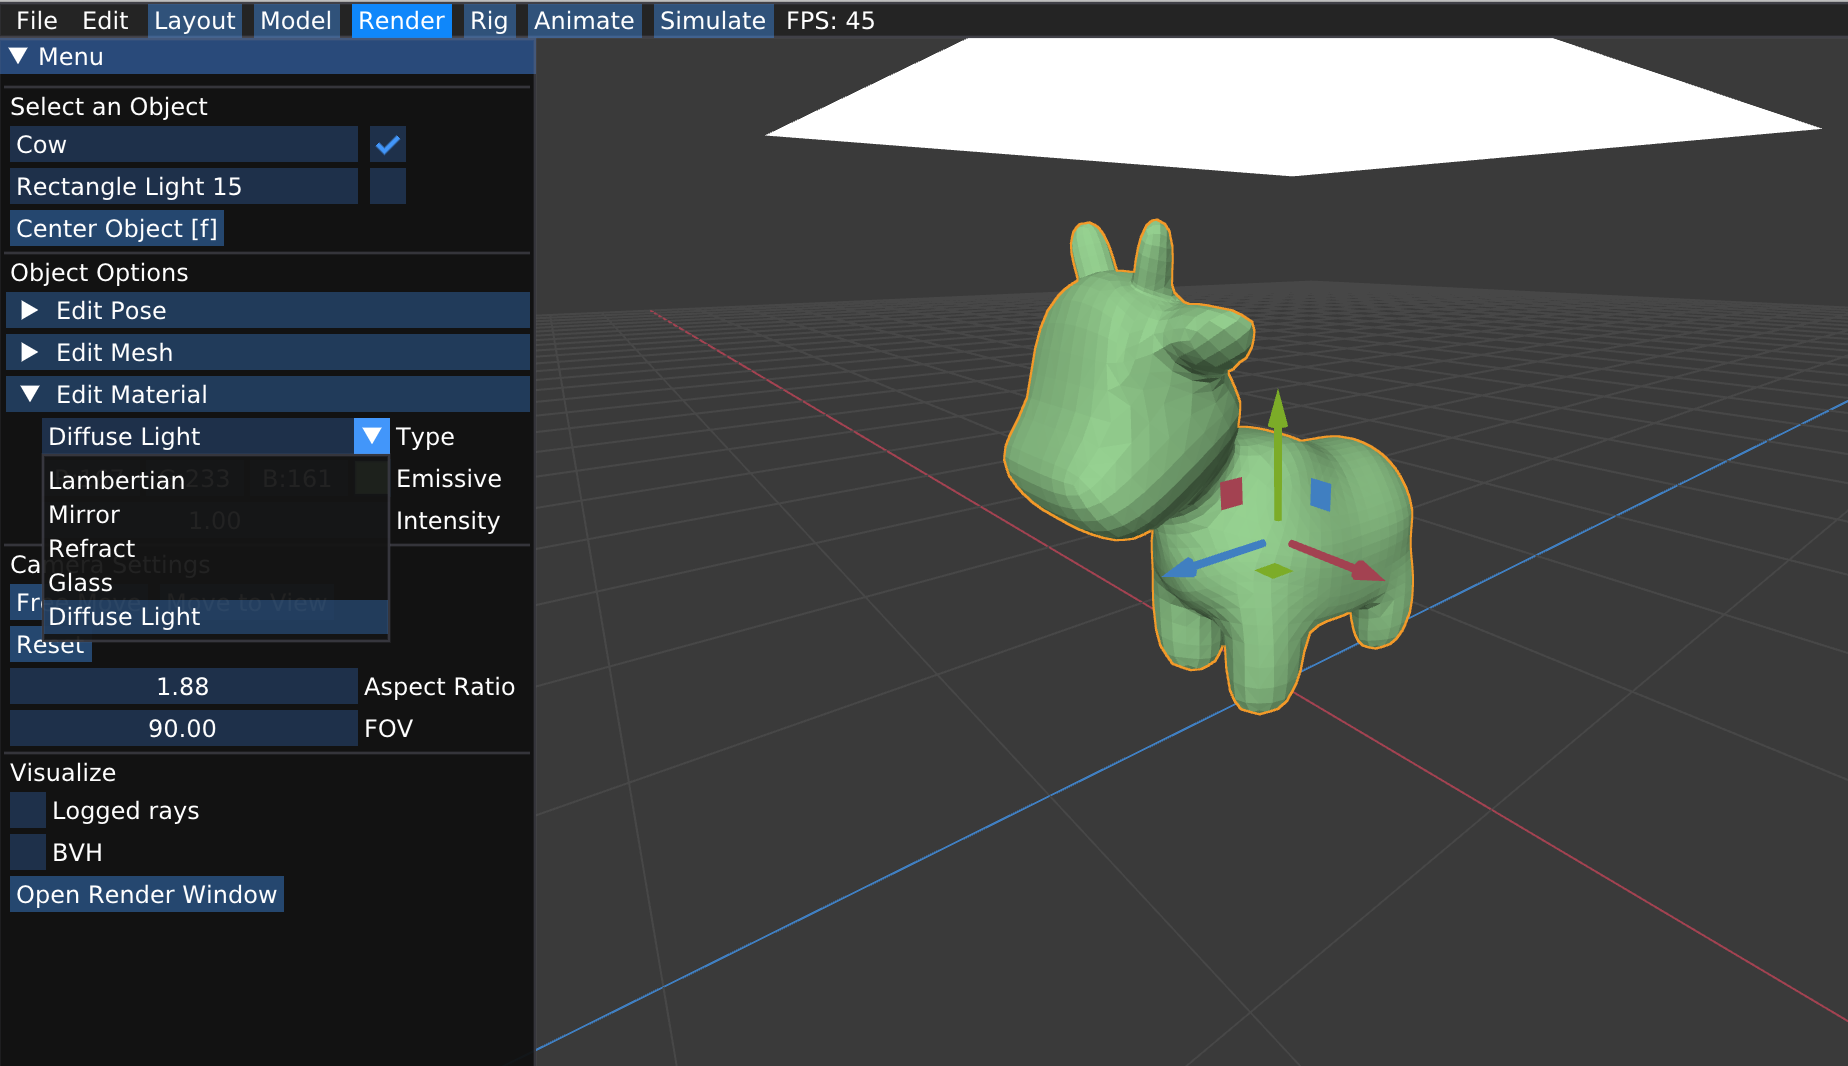 File Edit Layout Model Render Rig Animate Simulate FPS: 45
Menu
Select an Object
Cow
Rectangle Light 15
Center Object [f]
Object Options
Edit Pose
Edit Mesh
Edit Material
Diffuse Light Type
Lambertian 233 B:161 Emissive
Mirror 1.00 Intensity
Refract
Camera Settings
Glass
Free Move Move to View
Diffuse Light
Reset
1.88 Aspect Ratio
90.00 FOV
Visualize
Logged rays
BVH
Open Render Window